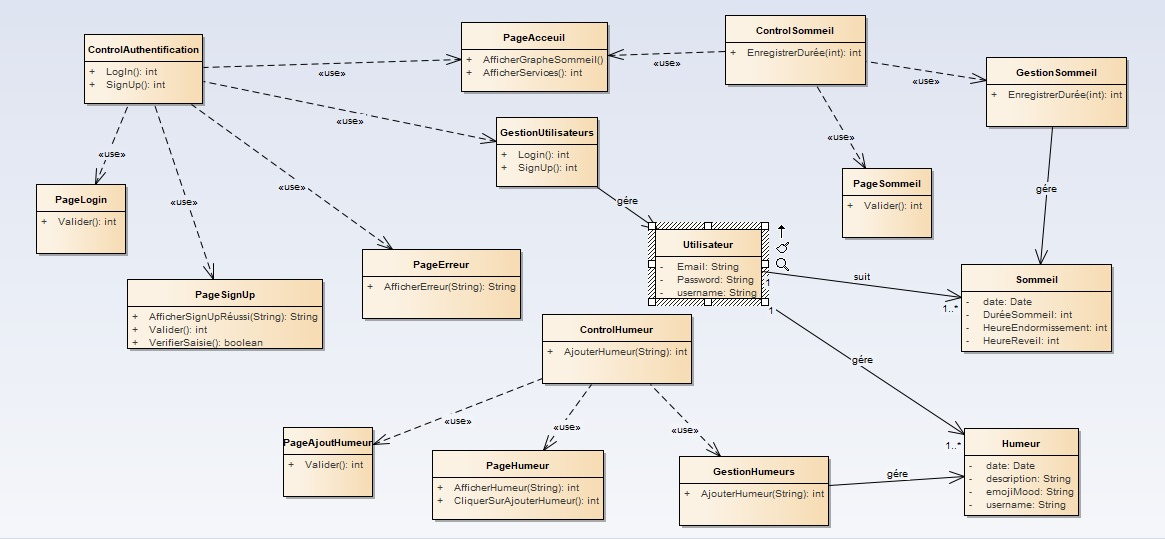 ControlAuthentification
+ LogIn(): int
+ SignUp(): int
PageAcceuil
+ AfficherGrapheSommeil()
+ AfficherServices(): int
ControlSommeil
+ EnregistrerDurée(int): int
GestionSommeil
+ EnregistrerDurée(int): int
«use»
«use»
«use»
«use»
GestionUtilisateurs
+ Login(): int
+ SignUp(): int
«use»
«use»
«use»
«use»
PageLogin
+ Valider(): int
PageSommeil
+ Valider(): int
gére
gére
Utilisateur
- Email: String
- Password: String
- username: String
PageErreur
+ AfficherErreur(String): String
PageSignUp
+ AfficherSignUpRéussi(String): String
+ Valider(): int
+ VerifierSaisie(): boolean
1
suit
1..*
Sommeil
- date: Date
- DuréeSommeil: int
- HeureEndormissement: int
- HeureReveil: int
1
gére
1..*
ControlHumeur
+ AjouterHumeur(String): int
«use»
«use»
«use»
PageAjoutHumeur
+ Valider(): int
PageHumeur
+ AfficherHumeur(String): int
+ CliquerSurAjouterHumeur(): int
GestionHumeurs
+ AjouterHumeur(String): int
gére
Humeur
- date: Date
- description: String
- emojiMood: String
- username: String